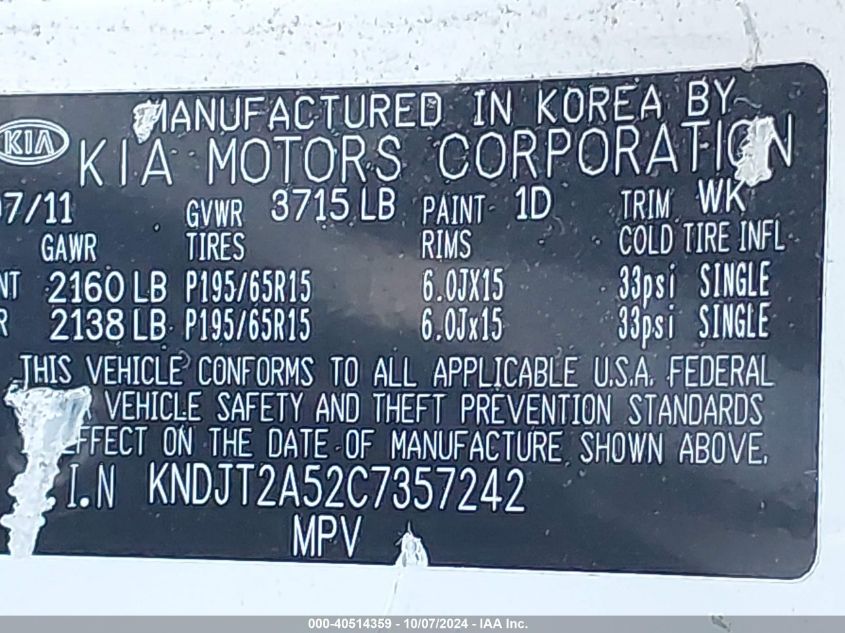 MANUFACTURED IN KOREA BY
KIA KIA MOTORS CORPORATION
07/11 GVWR 3715 LB PAINT 1D TRIM WK
GAWR TIRES RIMS COLD TIRE INFL
NT 2160 LB P195/65R15 6.0JX15 33psi SINGLE
R 2138 LB P195/65R15 6.0Jx15 33psi SINGLE
THIS VEHICLE CONFORMS TO ALL APPLICABLE U.S.A. FEDERAL
VEHICLE SAFETY AND THEFT PREVENTION STANDARDS
EFFECT ON THE DATE OF MANUFACTURE SHOWN ABOVE.
I.N KNDJT2A52C7357242
MPV
000-40514359 - 10/07/2024 - IAA Inc.